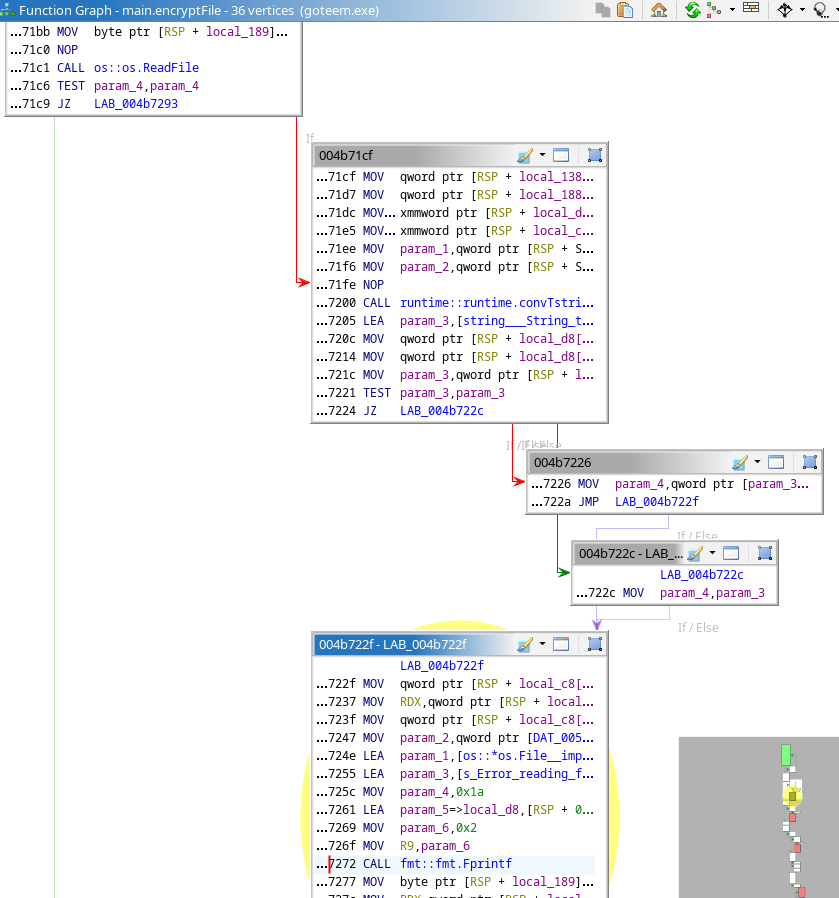 Function Graph - main.encryptFile - 36 vertices (goteem.exe)
...71bb MOV byte ptr [RSP + local_189]...
...71c0 NOP
...71c1 CALL os::os.ReadFile
...71c6 TEST param_4,param_4
...71c9 JZ LAB_004b7293
If
004b71cf
...71cf MOV qword ptr [RSP + local_138...
...71d7 MOV qword ptr [RSP + local_188...
...71dc MOV... xmmword ptr [RSP + local_d...
...71e5 MOV... xmmword ptr [RSP + local_c...
...71ee MOV param_1,qword ptr [RSP + S...
...71f6 MOV param_2,qword ptr [RSP + S...
...71fe NOP
...7200 CALL runtime::runtime.convTstri...
...7205 LEA param_3,[string___String_t...
...720c MOV qword ptr [RSP + local_d8[...
...7214 MOV qword ptr [RSP + local_d8[...
...721c MOV param_3,qword ptr [RSP + l...
...7221 TEST param_3,param_3
...7224 JZ LAB_004b722c
004b7226
...7226 MOV param_4,qword ptr [param_3...
...722a JMP LAB_004b722f
If / Else
004b722c - LAB_...
LAB_004b722c
...722c MOV param_4,param_3
If / Else
004b722f - LAB_004b722f
LAB_004b722f
...722f MOV qword ptr [RSP + local_c8[...
...7237 MOV RDX,qword ptr [RSP + local...
...723f MOV qword ptr [RSP + local_c8[...
...7247 MOV param_2,qword ptr [DAT_005...
...724e LEA param_1,[os::*os.File__imp...
...7255 LEA param_3,[s_Error_reading_f...
...725c MOV param_4,0x1a
...7261 LEA param_5=>local_d8,[RSP + 0...
...7269 MOV param_6,0x2
...726f MOV R9,param_6
...7272 CALL fmt::fmt.Fprintf
...7277 MOV byte ptr [RSP + local_189]...